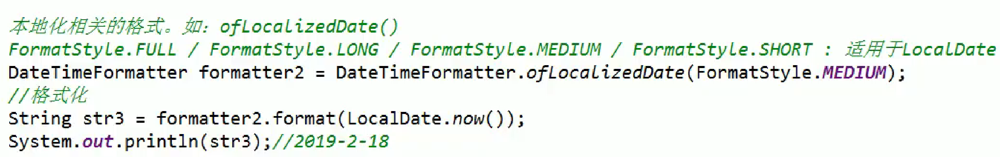 本地化相关的格式。如：ofLocalizedDate()
FormatStyle.FULL / FormatStyle.LONG / FormatStyle.MEDIUM / FormatStyle.SHORT : 适用于LocalDate
DateTimeFormatter formatter2 = DateTimeFormatter.ofLocalizedDate(FormatStyle.MEDIUM);
//格式化
String str3 = formatter2.format(LocalDate.now());
System.out.println(str3);//2019-2-18